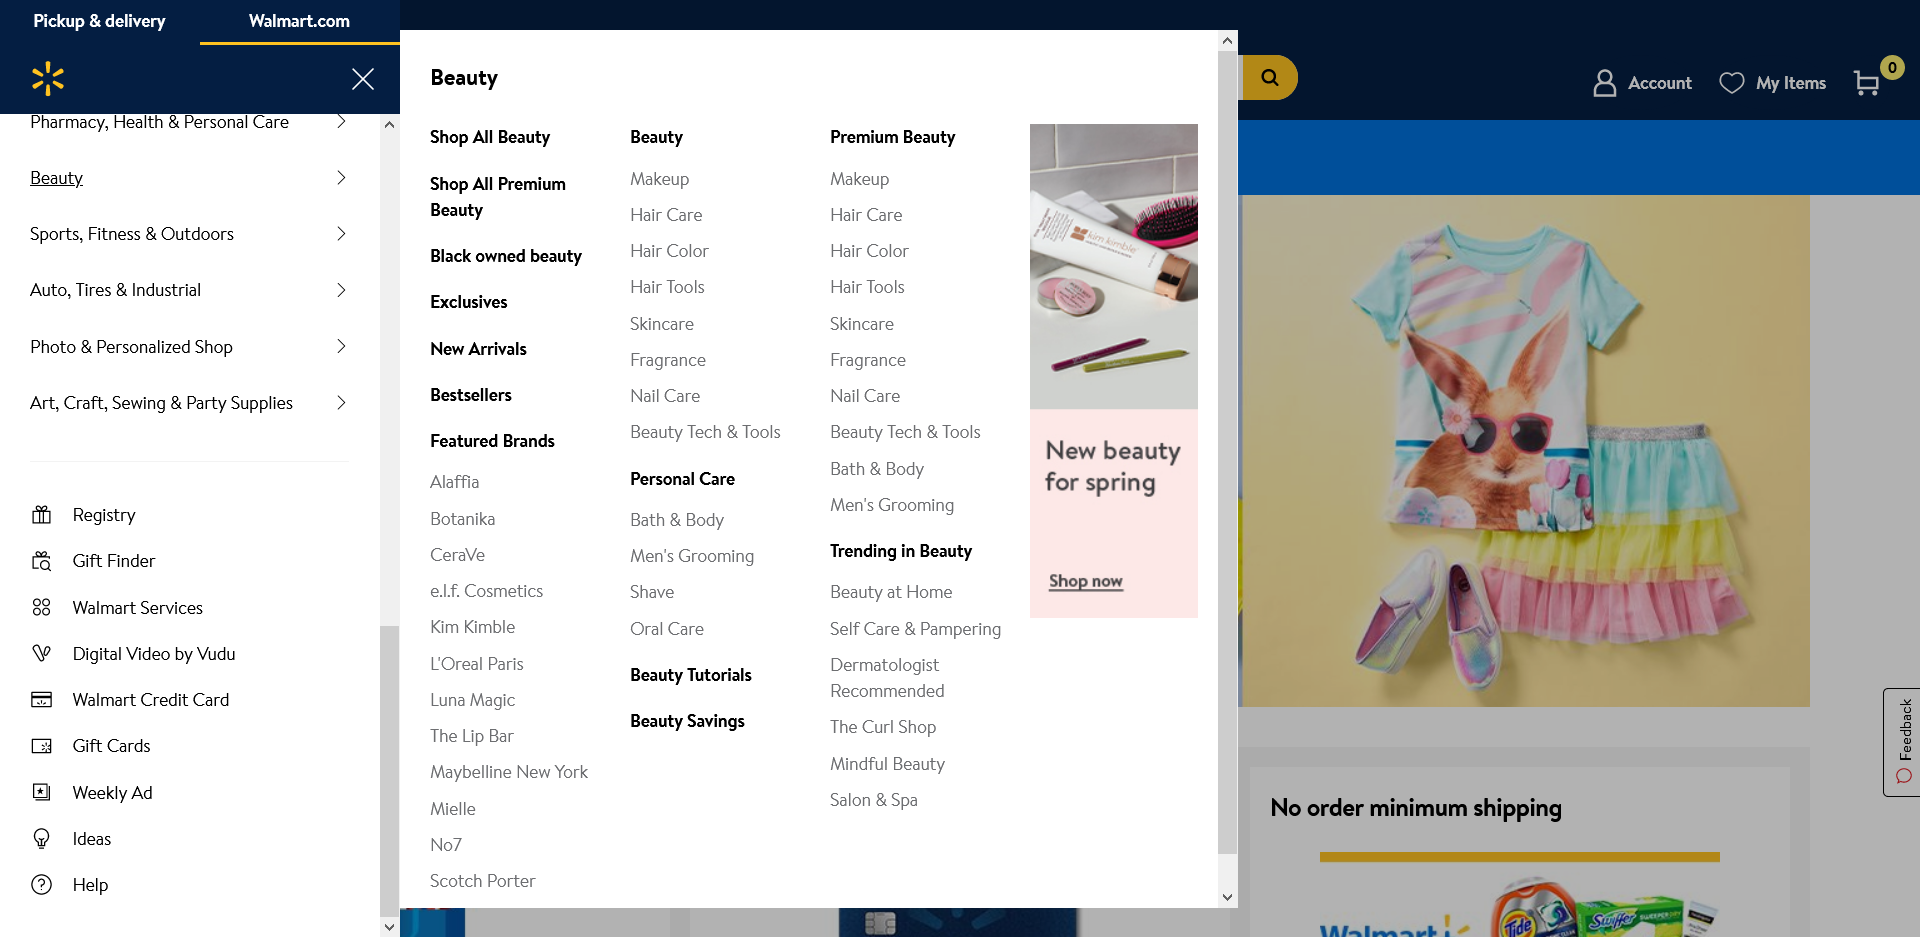 Pickup & delivery
Walmart.com
Pharmacy, Health & Personal Care
Beauty
Sports, Fitness & Outdoors
Auto, Tires & Industrial
Photo & Personalized Shop
Art, Craft, Sewing & Party Supplies
Registry
Gift Finder
Walmart Services
Digital Video by Vudu
Walmart Credit Card
Gift Cards
Weekly Ad
Ideas
Help
Beauty
Shop All Beauty
Shop All Premium
Beauty
Black owned beauty
Exclusives
New Arrivals
Bestsellers
Featured Brands
Alaffia
Botanika
CeraVe
e.l.f. Cosmetics
Kim Kimble
L'Oreal Paris
Luna Magic
The Lip Bar
Maybelline New York
Mielle
No7
Scotch Porter
Beauty
Makeup
Hair Care
Hair Color
Hair Tools
Skincare
Fragrance
Nail Care
Beauty Tech & Tools
Personal Care
Bath & Body
Men's Grooming
Shave
Oral Care
Beauty Tutorials
Beauty Savings
Premium Beauty
Makeup
Hair Care
Hair Color
Hair Tools
Skincare
Fragrance
Nail Care
Beauty Tech & Tools
Bath & Body
Men's Grooming
Trending in Beauty
Beauty at Home
Self Care & Pampering
Dermatologist
Recommended
The Curl Shop
Mindful Beauty
Salon & Spa
kim kimble
New beauty
for spring
Shop now
Account
My Items
0
Feedback
No order minimum shipping
Walmart
Tide
Swiffer
SWEEPER